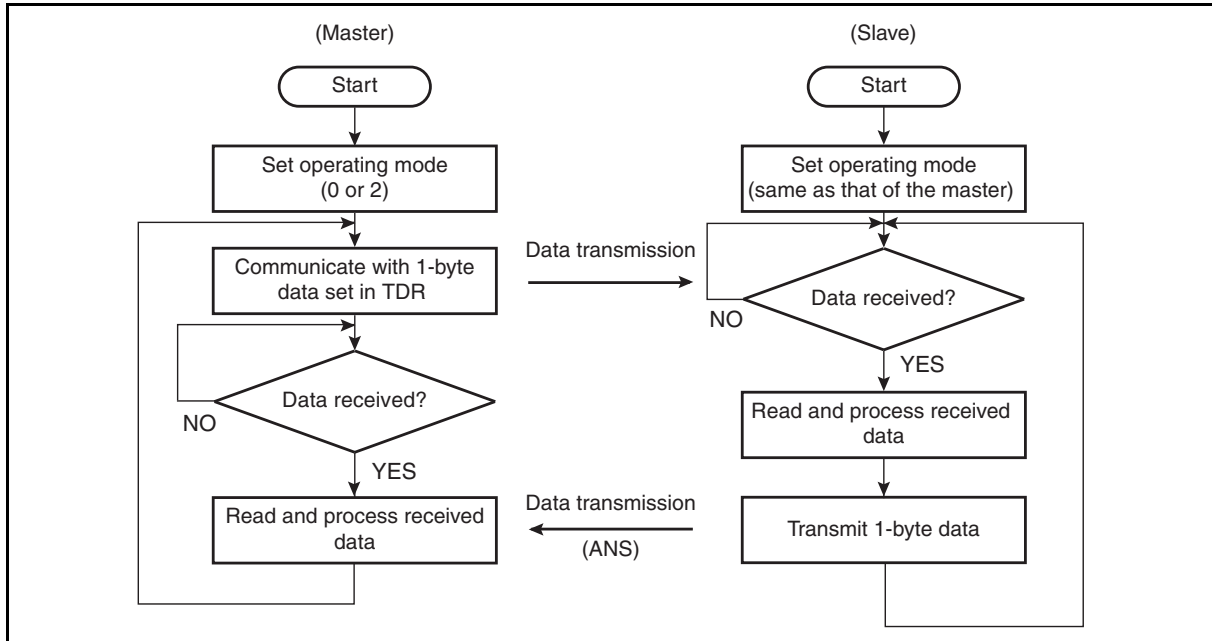 (Master)
Start
Set operating mode
(0 or 2)
Communicate with 1-byte
data set in TDR
Data received?
NO
YES
Read and process received
data
Data transmission
Data transmission
(ANS)
(Slave)
Start
Set operating mode
(same as that of the master)
Data received?
NO
YES
Read and process received
data
Transmit 1-byte data